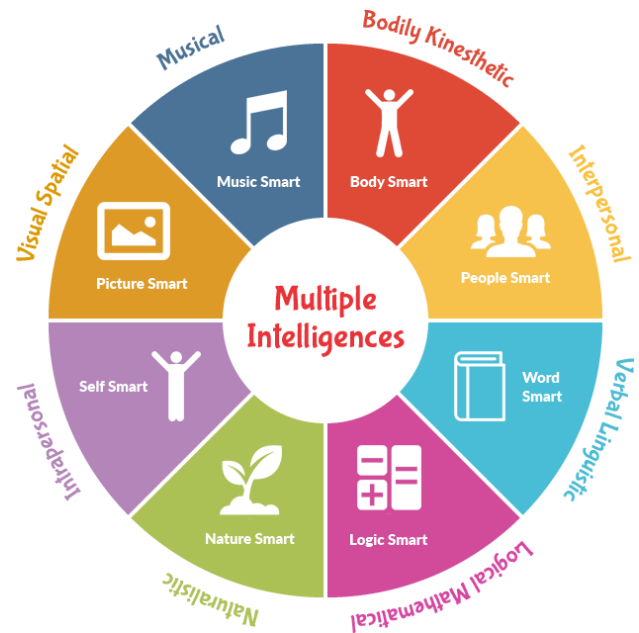 Musical
Bodily Kinesthetic
Music Smart
Body Smart
Visual Spatial
Interpersonal
Picture Smart
People Smart
Multiple
Intelligences
Self Smart
Word
Smart
Intrapersonal
Verbal Linguistic
Nature Smart
Logic Smart
Naturalistic
Logical Mathematical